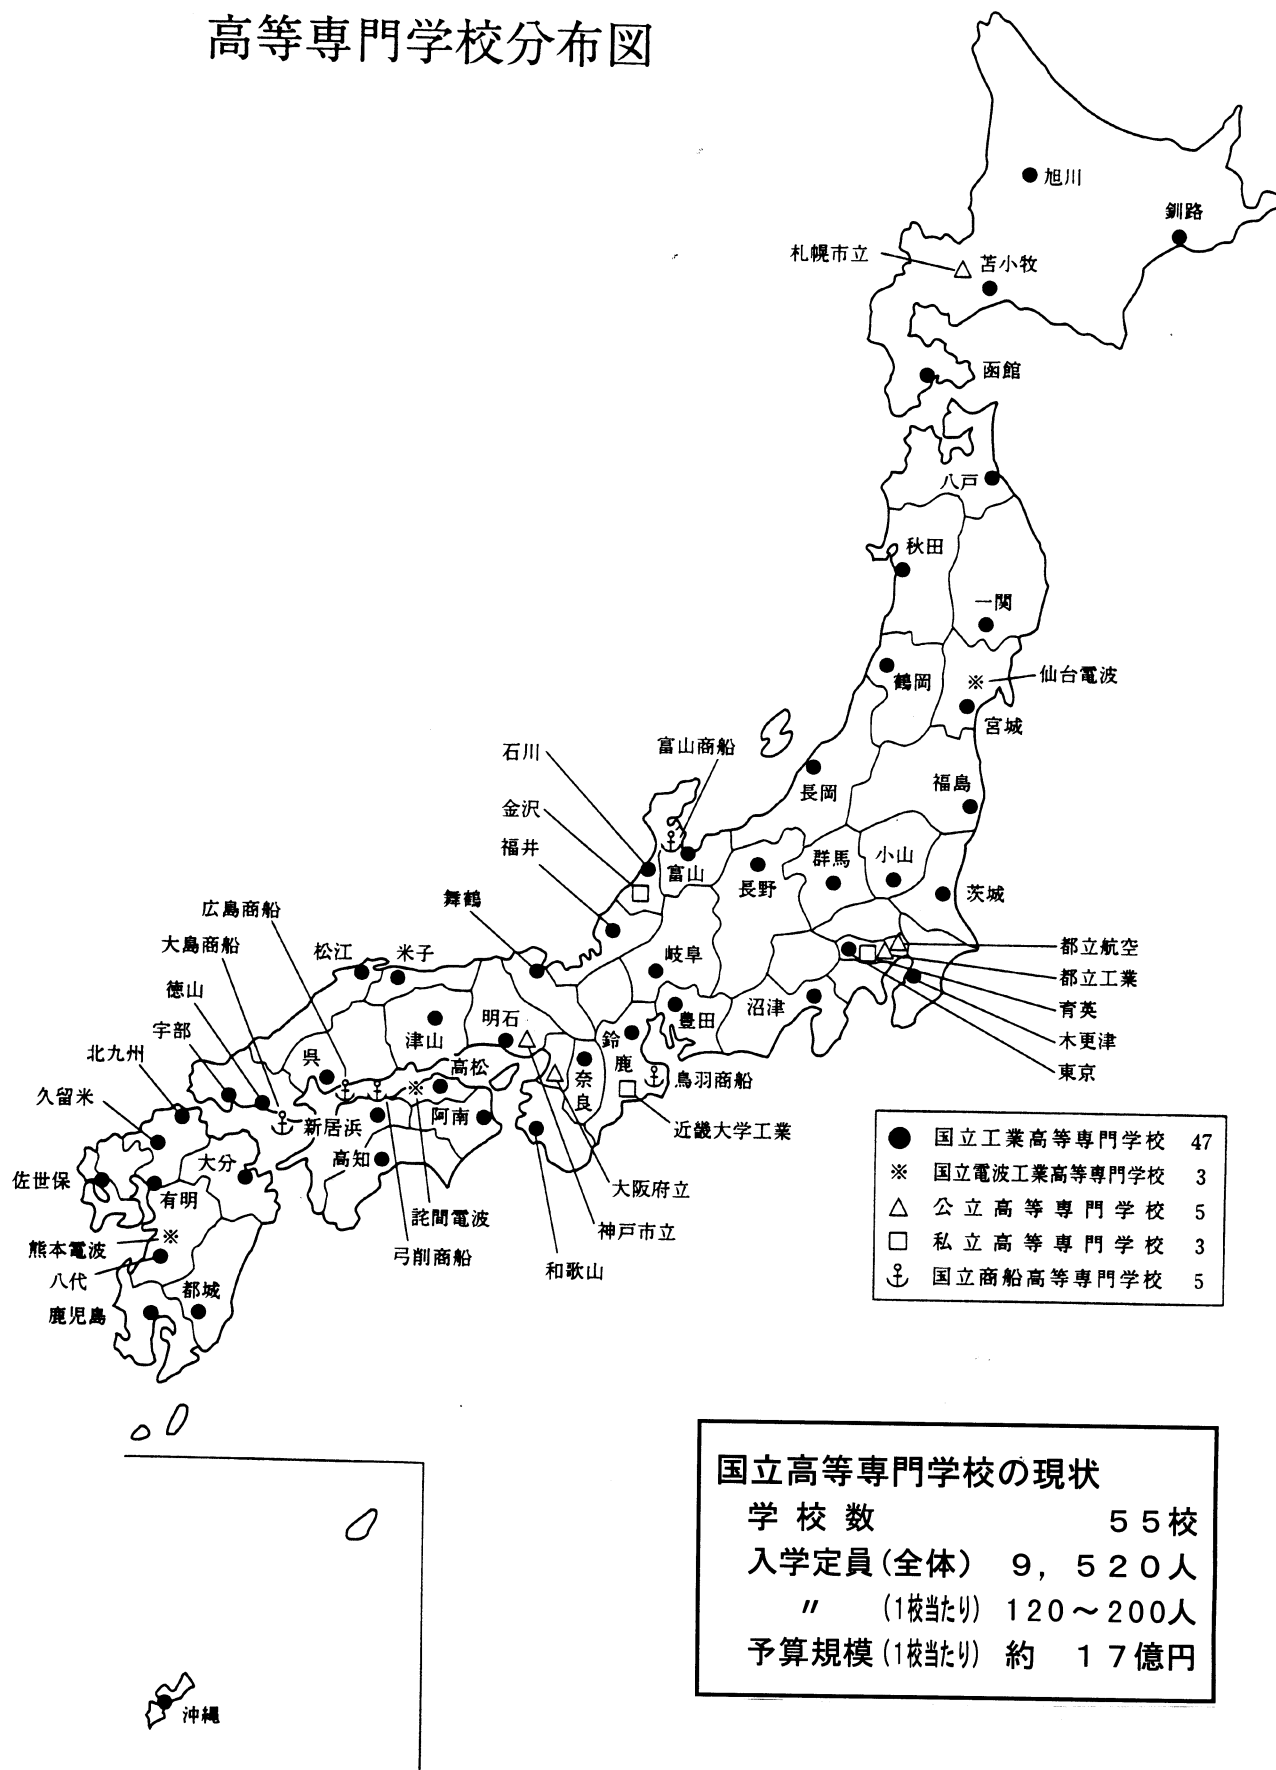 高等専門学校分布図
旭川
釧路
札幌市立
苫小牧
函館
八戸
秋田
一関
鶴岡
仙台電波
宮城
石川
富山商船
長岡
福島
金沢
福井
富山
長野
群馬
小山
茨城
舞鶴
広島商船
大島商船
松江
米子
岐阜
都立航空
都立工業
育英
木更津
東京
徳山
宇部
北九州
久留米
呉
津山
明石
高松
奈良
鈴鹿
豊田
沼津
鳥羽商船
近畿大学工業
新居浜
阿南
高知
佐世保
大分
有明
詫間電波
弓削商船
大阪府立
神戸市立
和歌山
熊本電波
八代
鹿児島
都城
● 国立工業高等専門学校 47
※ 国立電波工業高等専門学校 3
△ 公立高等専門学校 5
□ 私立高等専門学校 3
⚓ 国立商船高等専門学校 5
国立高等専門学校の現状
学校数 55校
入学定員(全体) 9,520人
〃 (1校当たり) 120〜200人
予算規模(1校当たり) 約 17億円
沖縄